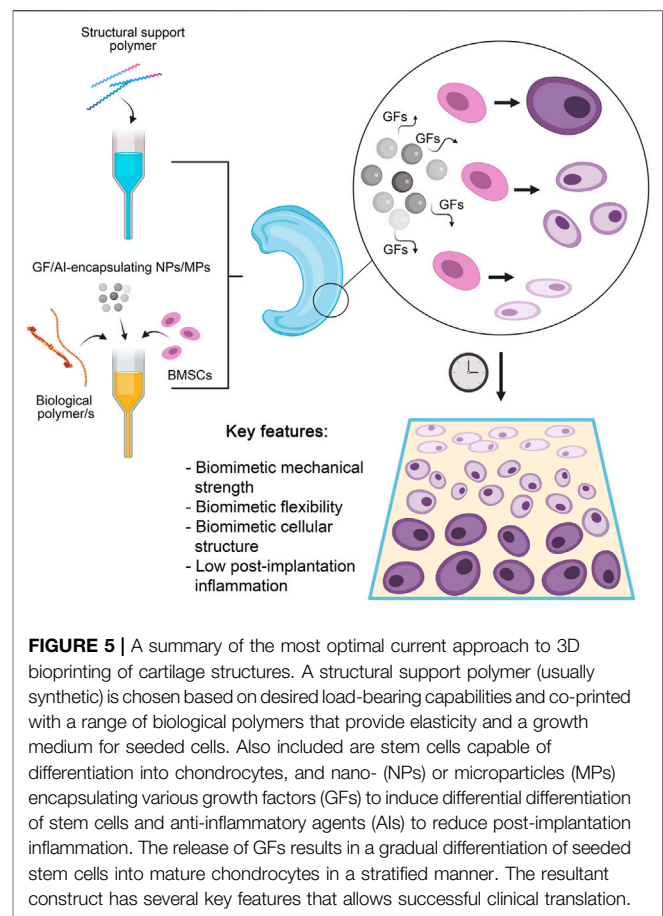 Structural support
polymer
GF/AI-encapsulating NPs/MPs
Biological
polymer/s
BMSCs
GFs
GFs
GFs
GFs
Key features:
- Biomimetic mechanical
strength
- Biomimetic flexibility
- Biomimetic cellular
structure
- Low post-implantation
inflammation
FIGURE 5 | A summary of the most optimal current approach to 3D
bioprinting of cartilage structures. A structural support polymer (usually
synthetic) is chosen based on desired load-bearing capabilities and co-printed
with a range of biological polymers that provide elasticity and a growth
medium for seeded cells. Also included are stem cells capable of
differentiation into chondrocytes, and nano- (NPs) or microparticles (MPs)
encapsulating various growth factors (GFs) to induce differential differentiation
of stem cells and anti-inflammatory agents (AIs) to reduce post-implantation
inflammation. The release of GFs results in a gradual differentiation of seeded
stem cells into mature chondrocytes in a stratified manner. The resultant
construct has several key features that allows successful clinical translation.